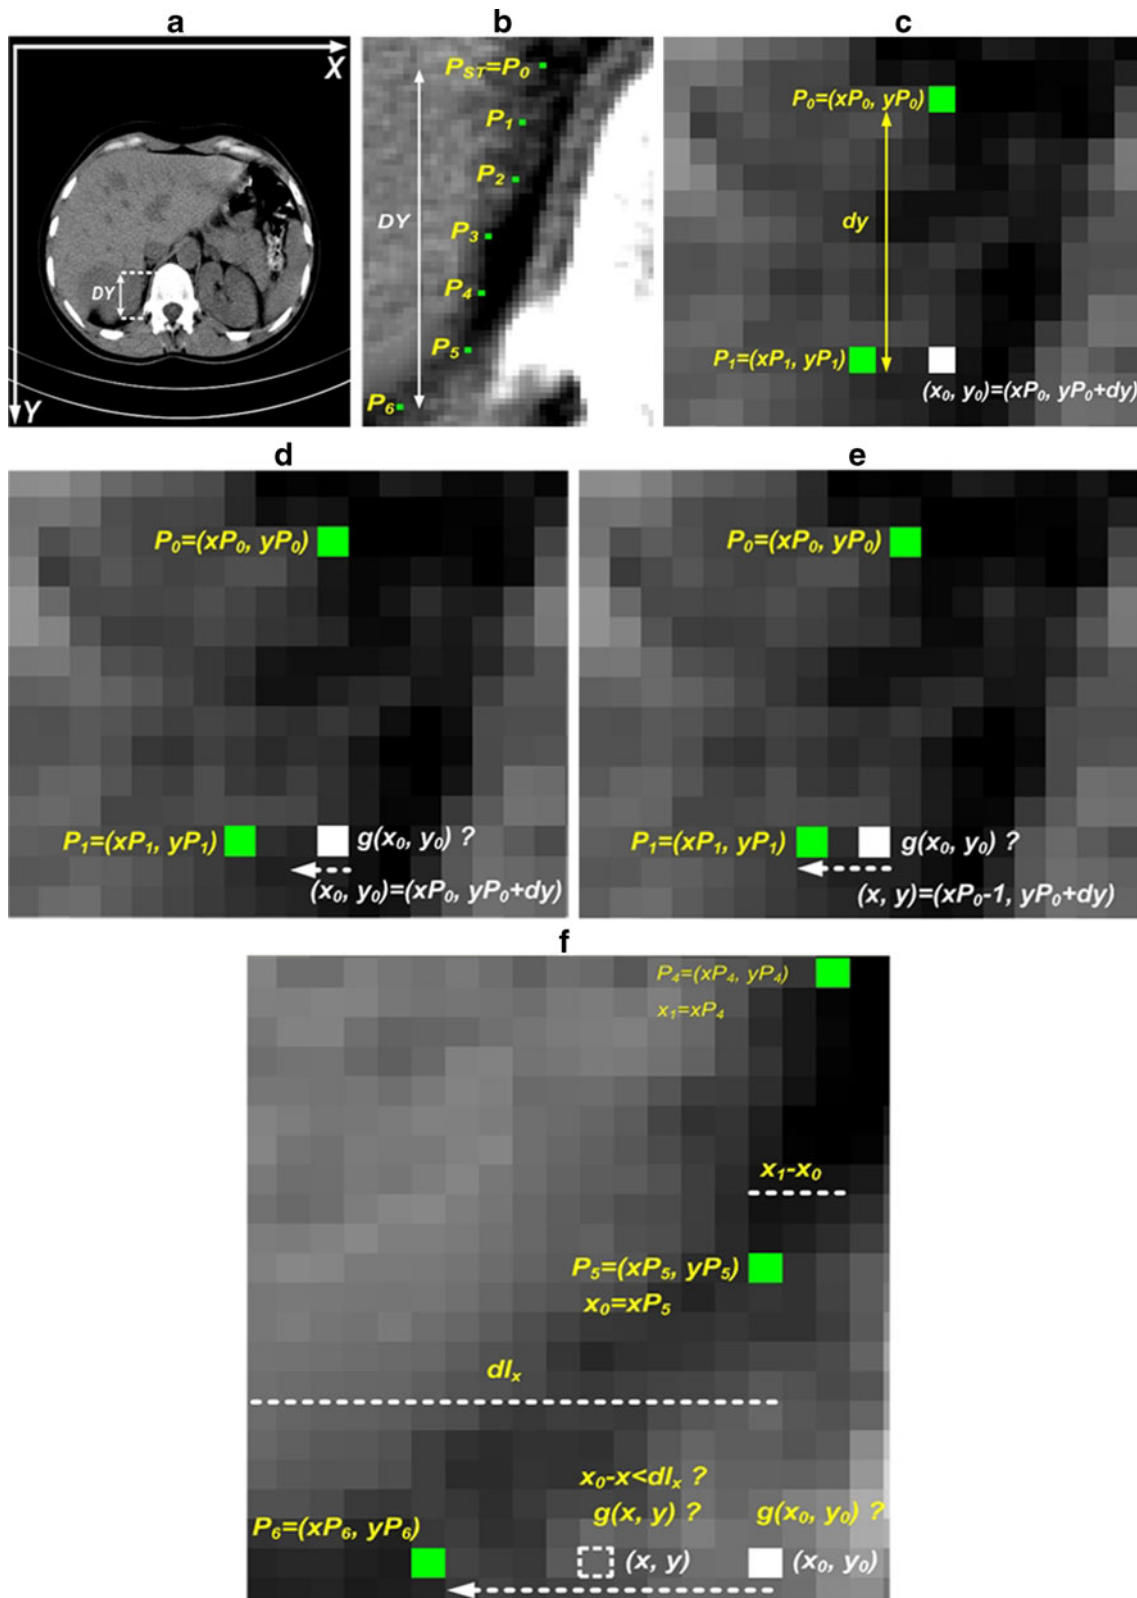 a
X
DY
Y
b
P_ST=P_0
P_1
P_2
DY
P_3
P_4
P_5
P_6
c
P_0=(xP_0, yP_0)
dy
P_1=(xP_1, yP_1)
(x_0, y_0)=(xP_0, yP_0+dy)
d
P_0=(xP_0, yP_0)
P_1=(xP_1, yP_1) g(x_0, y_0) ?
(x_0, y_0)=(xP_0, yP_0+dy)
e
P_0=(xP_0, yP_0)
P_1=(xP_1, yP_1) g(x_0, y_0) ?
(x, y)=(xP_0-1, yP_0+dy)
f
P_4=(xP_4, yP_4)
x_1=xP_4
x_1-x_0
P_5=(xP_5, yP_5)
x_0=xP_5
dl_x
x_0-x<dl_x ?
g(x, y) ? g(x_0, y_0) ?
P_6=(xP_6, yP_6)
(x, y) (x_0, y_0)